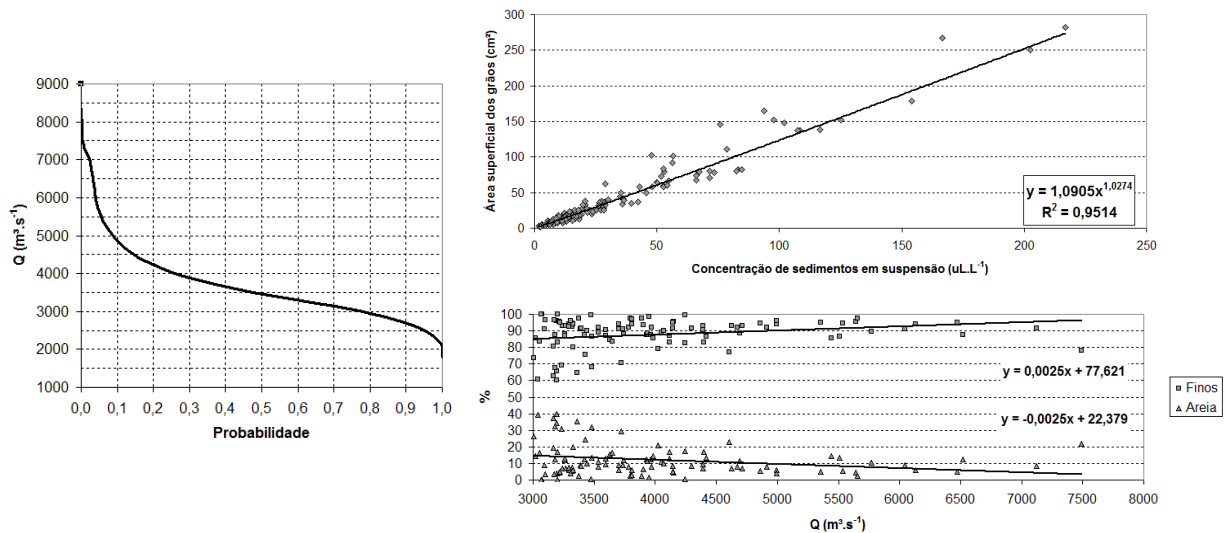 9000
8000
7000
6000
5000
4000
3000
2000
1000
Q (m³.s⁻¹)
0,0 0,1 0,2 0,3 0,4 0,5 0,6 0,7 0,8 0,9 1,0
Probabilidade
300
250
200
150
100
50
0
Área superficial dos grãos (cm²)
y = 1,0905x^1,0274
R² = 0,9514
0 50 100 150 200 250
Concentração de sedimentos em suspensão (uL.L⁻¹)
100
90
80
70
60
50
40
30
20
10
0
%
y = 0,0025x + 77,621
y = -0,0025x + 22,379
Finos
Areia
3000 3500 4000 4500 5000 5500 6000 6500 7000 7500 8000
Q (m³.s⁻¹)